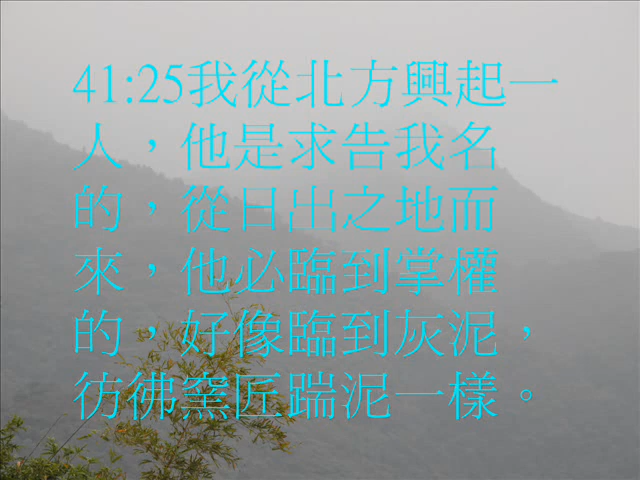 41:25我從北方興起一
人，他是求告我名
的，從日出之地而
來，他必臨到掌權
的，好像臨到灰泥，
彷彿窯匠踹泥一樣。